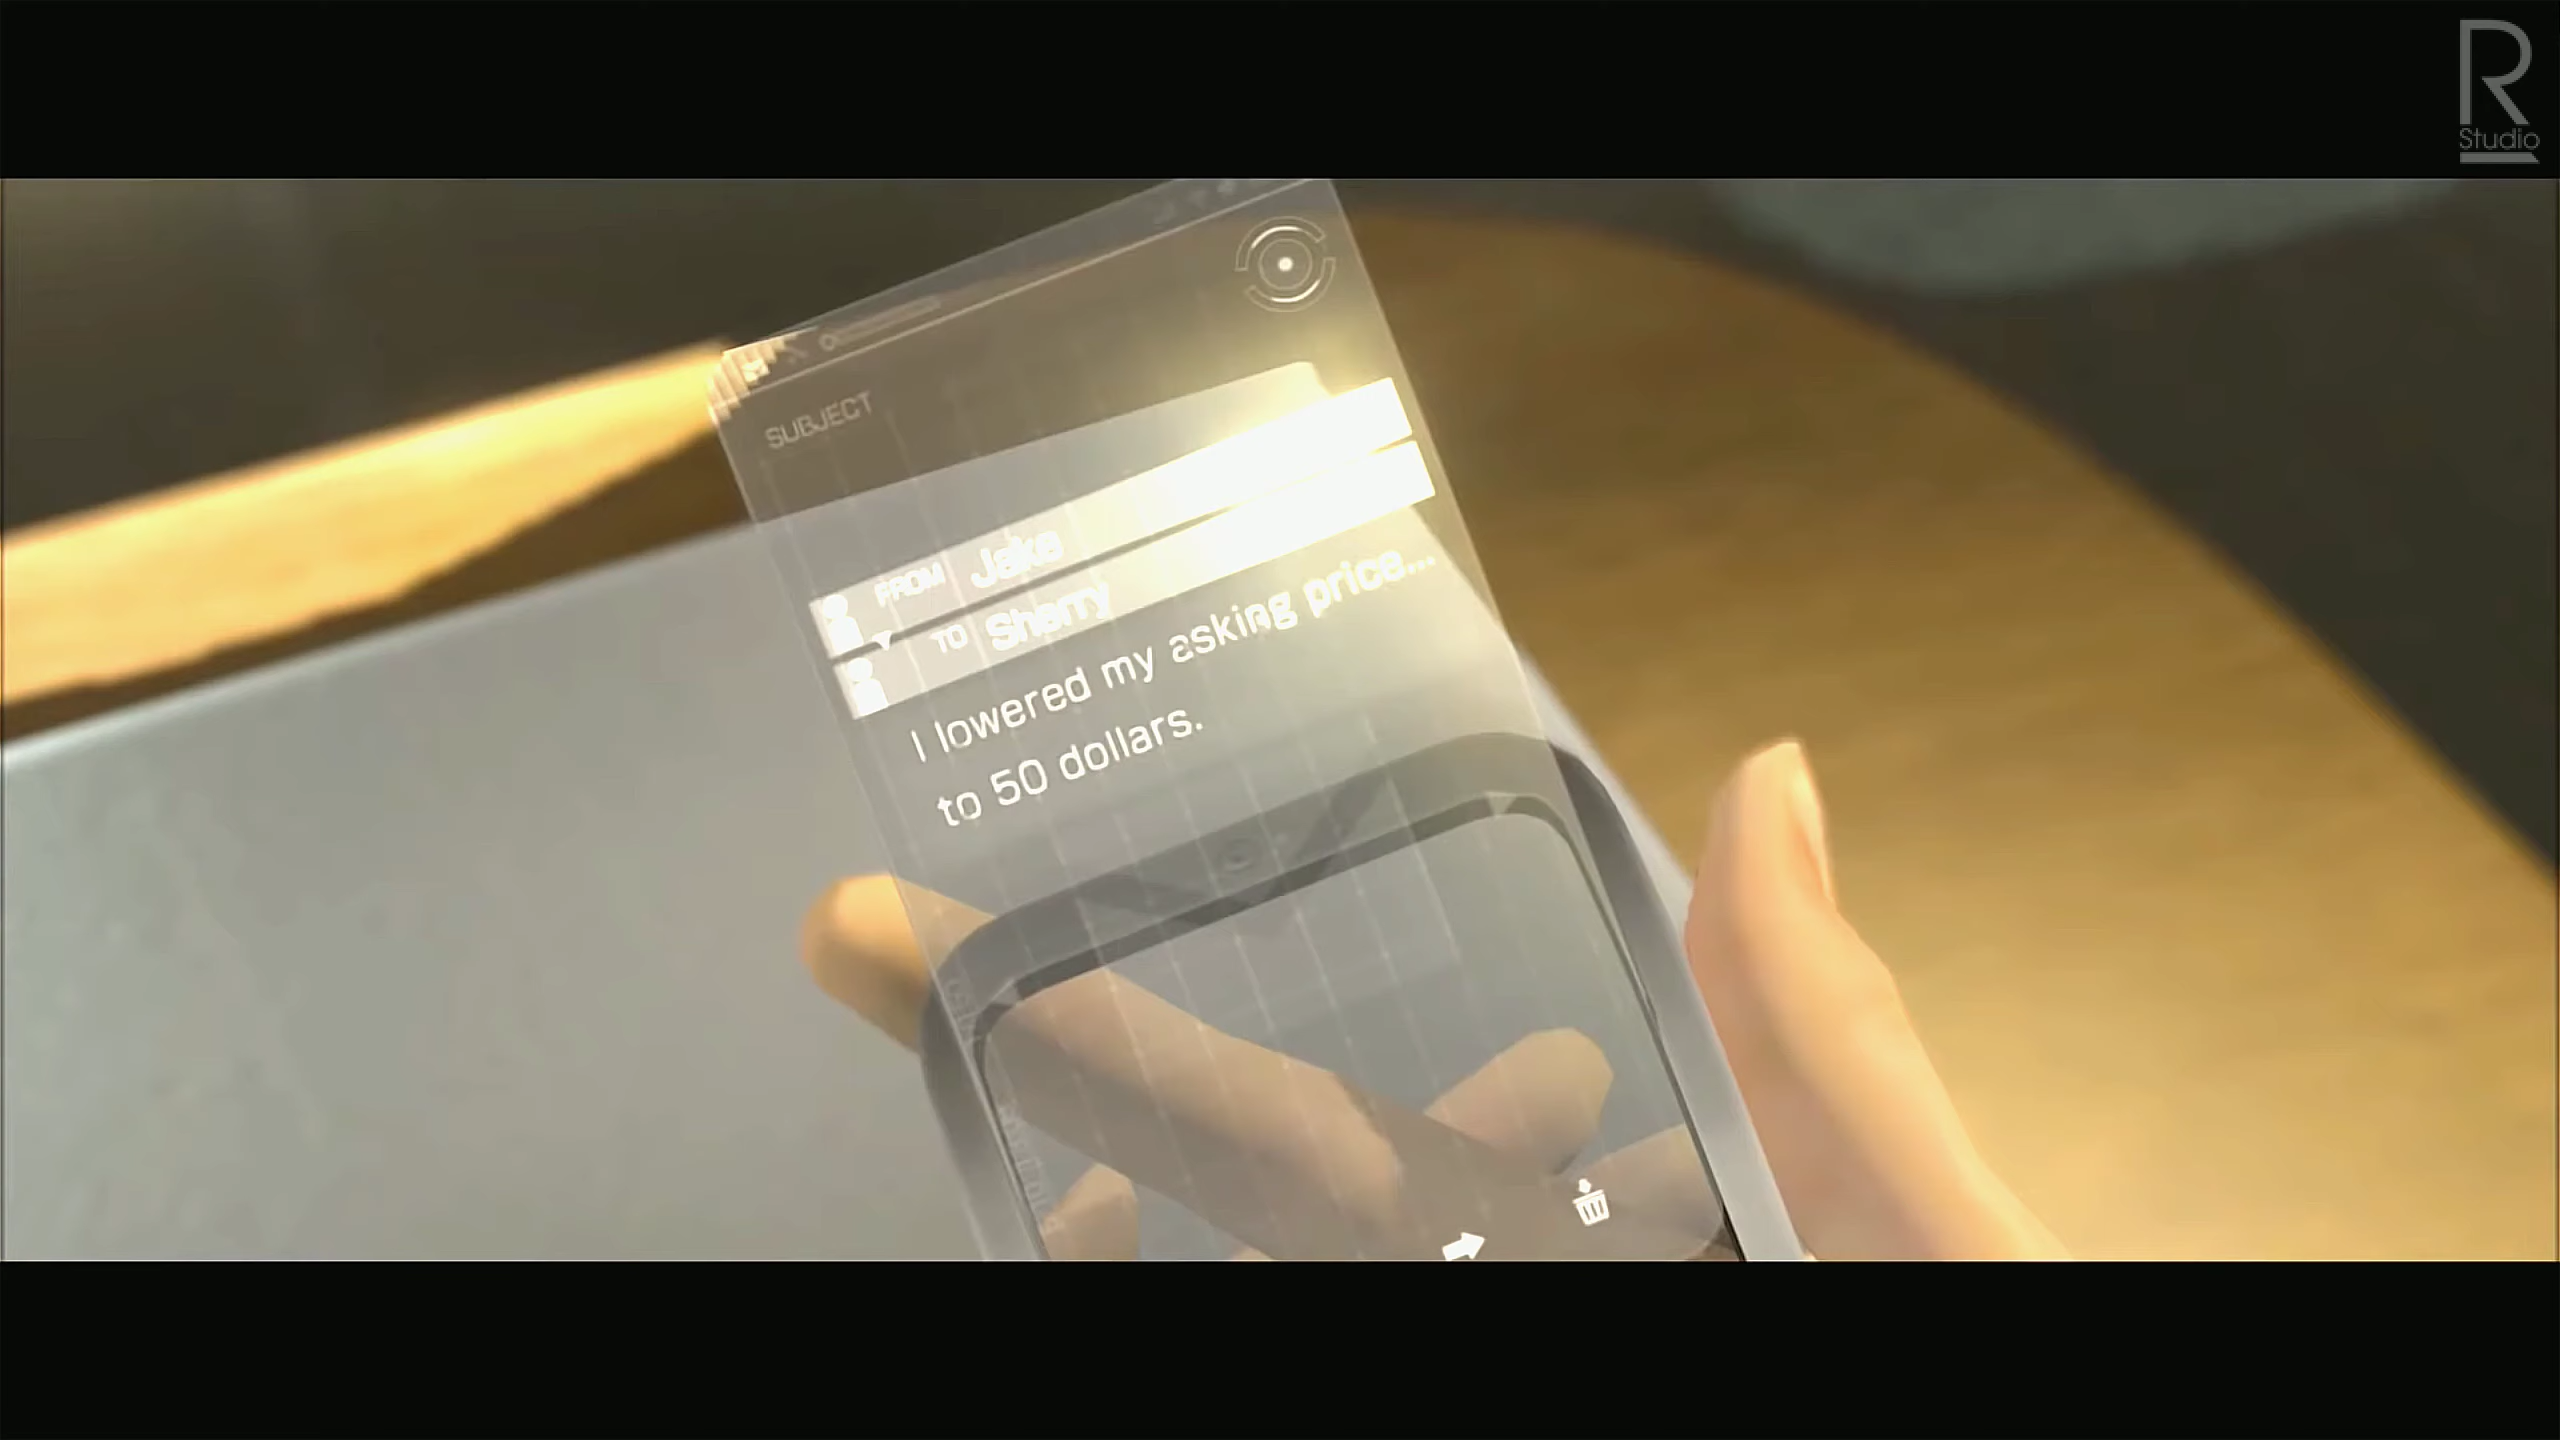 R
Studio
SUBJECT
FROM Jake
TO Sherry
I lowered my asking price...
to 50 dollars.